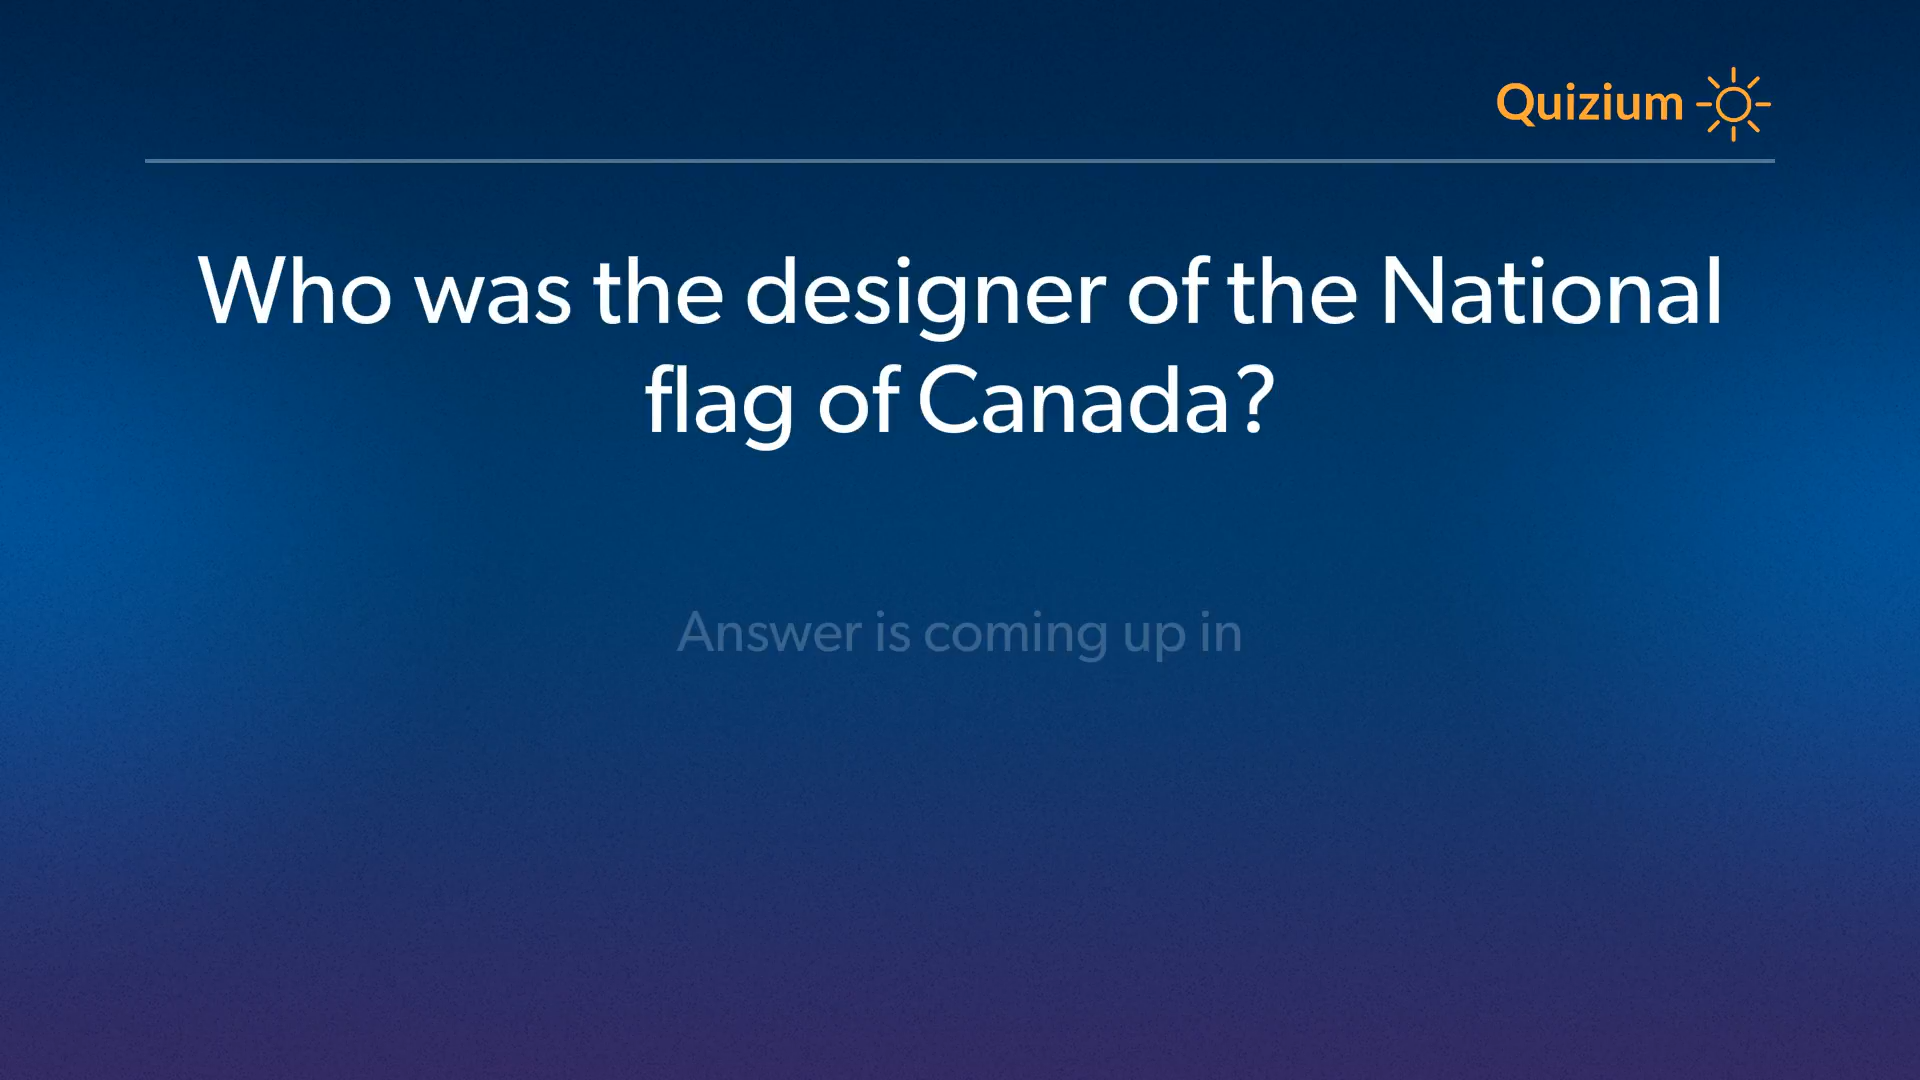 Quizium
Who was the designer of the National
flag of Canada?
Answer is coming up in